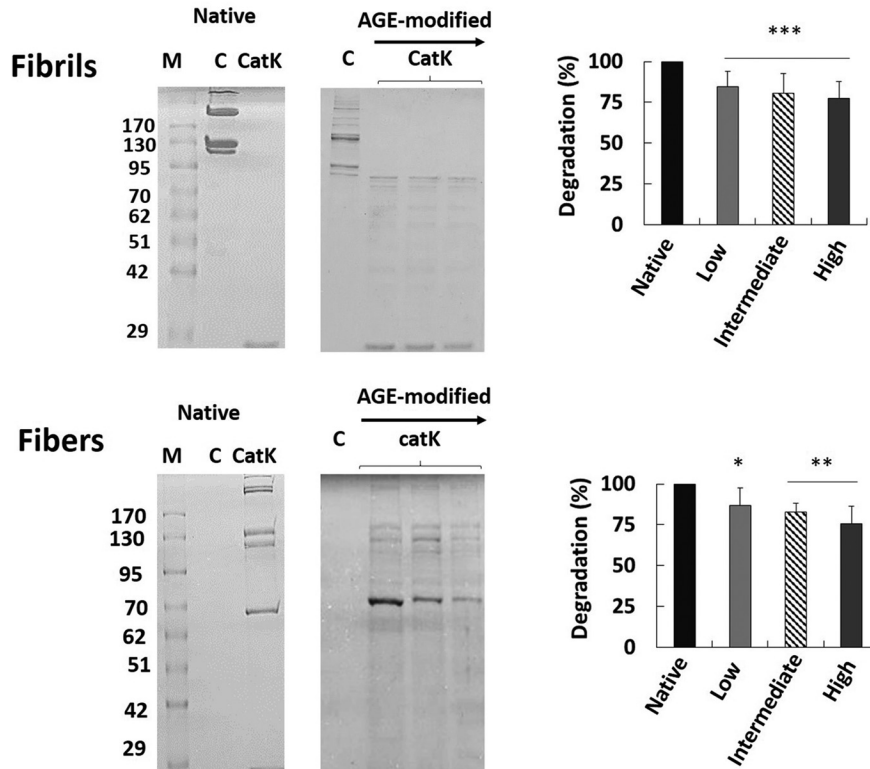 Native
AGE-modified
Fibrils
M C CatK
C CatK
170
130
95
70
62
51
42
29
***
Degradation (%)
100
75
50
25
0
Native
Low
Intermediate
High
Native
AGE-modified
Fibers
M C CatK
C catK
170
130
95
70
62
51
42
29
* **
Degradation (%)
100
75
50
25
0
Native
Low
Intermediate
High